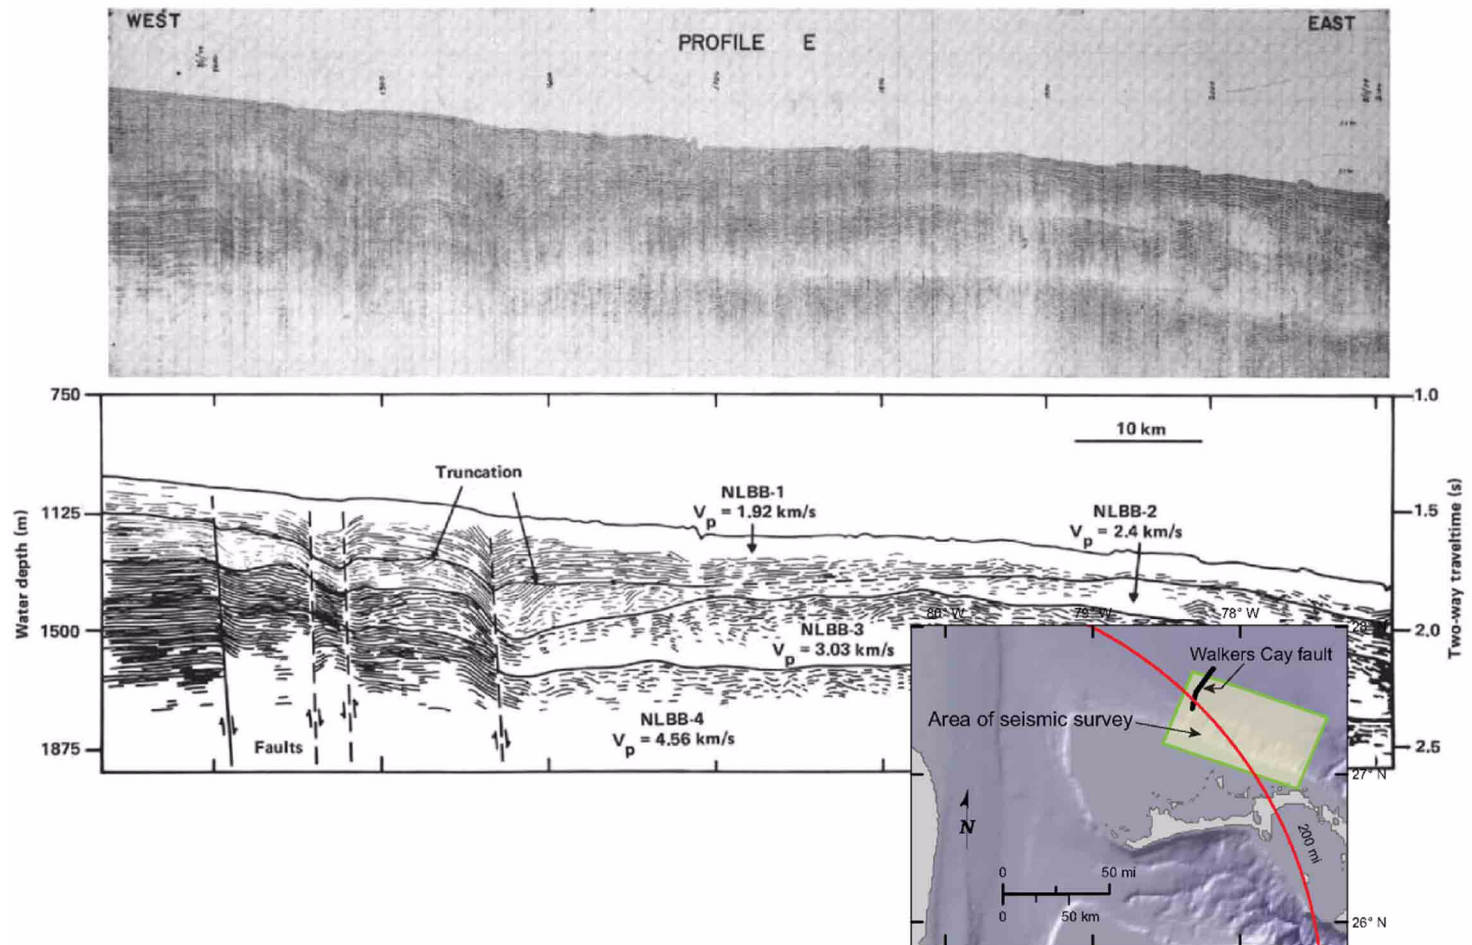 WEST
EAST
PROFILE E
750
1.0
10 km
Truncation
NLBB-1
Vp = 1.92 km/s
NLBB-2
Vp = 2.4 km/s
1125
1.5
Water depth (m)
Two-way traveltime (s)
1500
2.0
NLBB-3
Vp = 3.03 km/s
NLBB-4
Vp = 4.56 km/s
Faults
1875
2.5
80° W
79° W
78° W
28°
Walkers Cay fault
Area of seismic survey
27° N
N
200 mi
0
50 mi
0
50 km
26° N